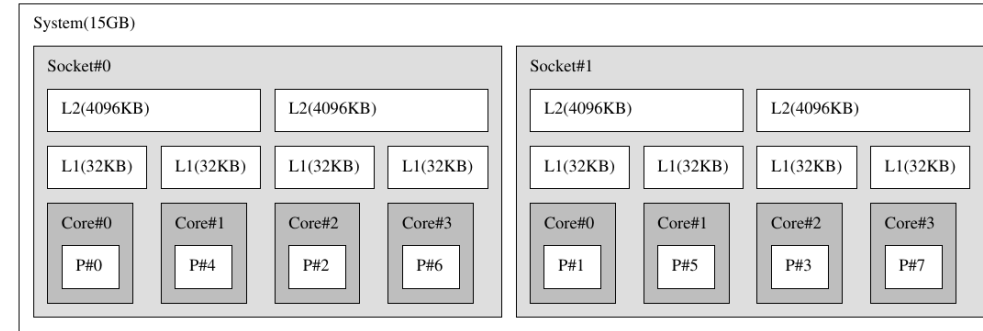 System(15GB)
Socket#0
L2(4096KB) L2(4096KB)
L1(32KB) L1(32KB) L1(32KB) L1(32KB)
Core#0 Core#1 Core#2 Core#3
P#0 P#4 P#2 P#6
Socket#1
L2(4096KB) L2(4096KB)
L1(32KB) L1(32KB) L1(32KB) L1(32KB)
Core#0 Core#1 Core#2 Core#3
P#1 P#5 P#3 P#7